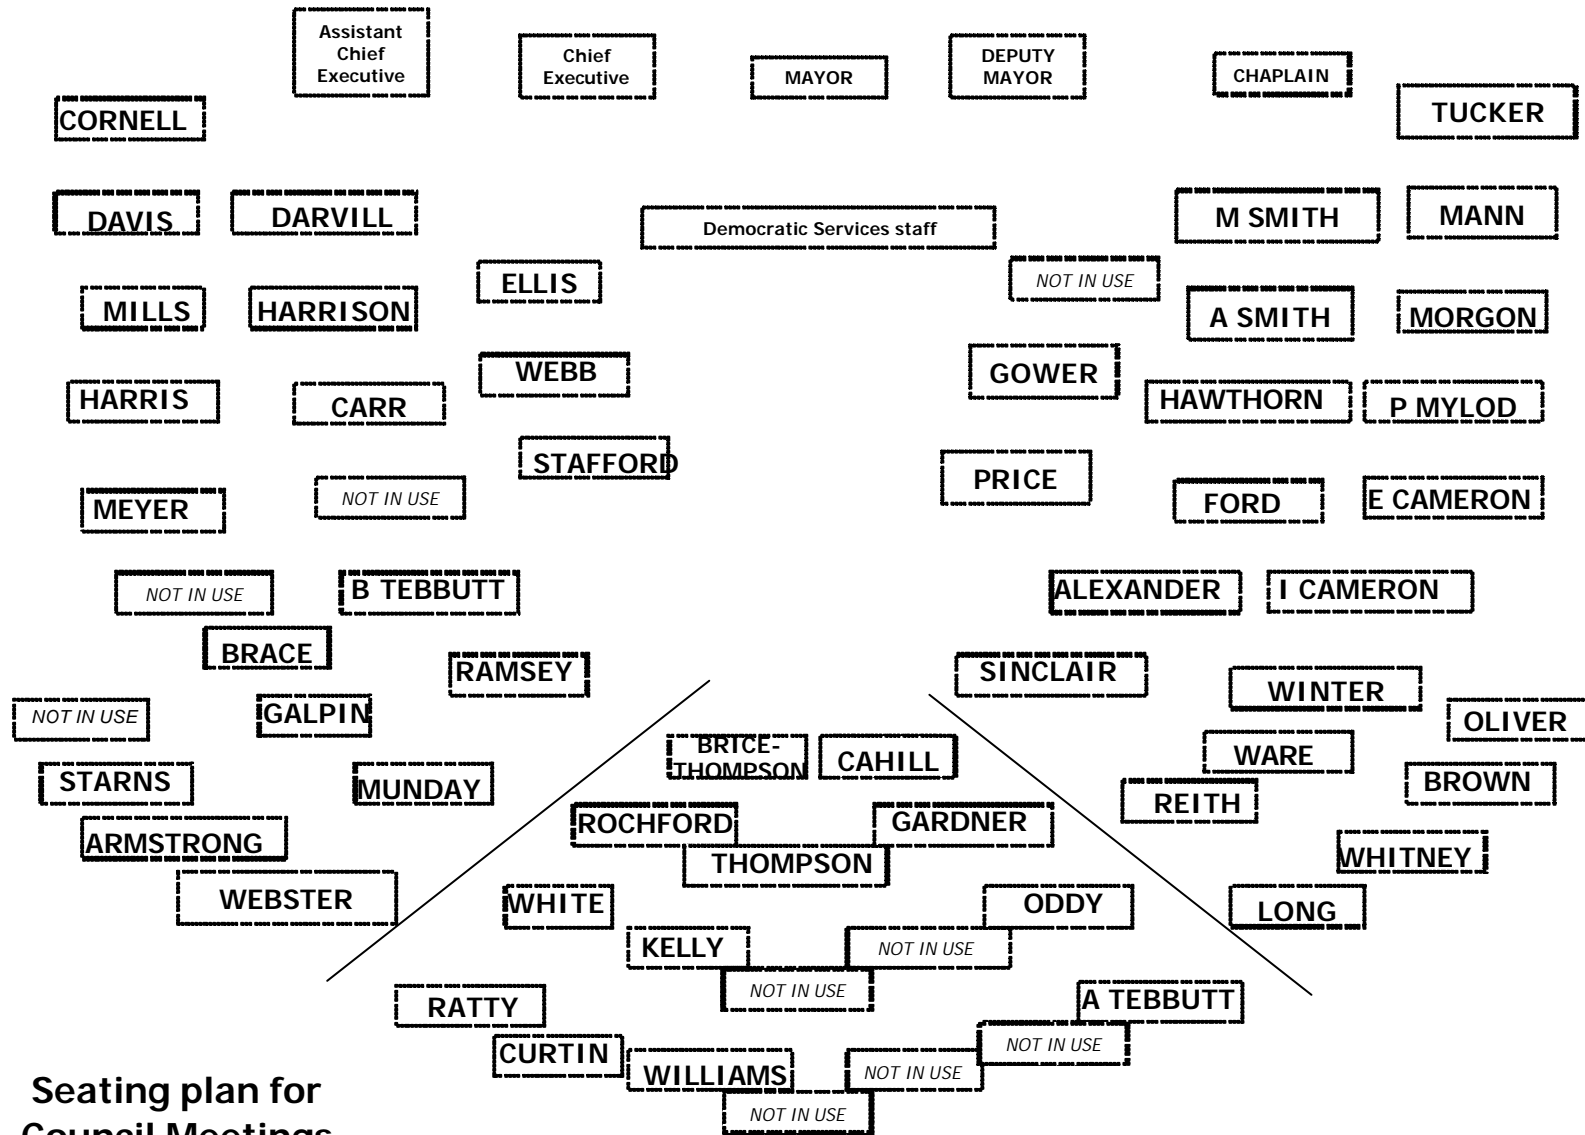 Assistant
Chief
Executive
Chief
Executive
MAYOR
DEPUTY
MAYOR
CHAPLAIN
CORNELL
TUCKER
DAVIS
DARVILL
Democratic Services staff
M SMITH
MANN
ELLIS
NOT IN USE
MILLS
HARRISON
A SMITH
MORGON
WEBB
GOWER
HARRIS
CARR
HAWTHORN
P MYLOD
STAFFORD
PRICE
MEYER
NOT IN USE
FORD
E CAMERON
NOT IN USE
B TEBBUTT
ALEXANDER
I CAMERON
BRACE
RAMSEY
SINCLAIR
WINTER
NOT IN USE
GALPIN
OLIVER
BRICE-
THOMPSON
CAHILL
WARE
STARNS
MUNDAY
REITH
BROWN
ROCHFORD
GARDNER
ARMSTRONG
THOMPSON
WHITNEY
WEBSTER
WHITE
ODDY
LONG
KELLY
NOT IN USE
NOT IN USE
RATTY
A TEBBUTT
CURTIN
NOT IN USE
WILLIAMS
NOT IN USE
NOT IN USE
Seating plan for
Council Meetings